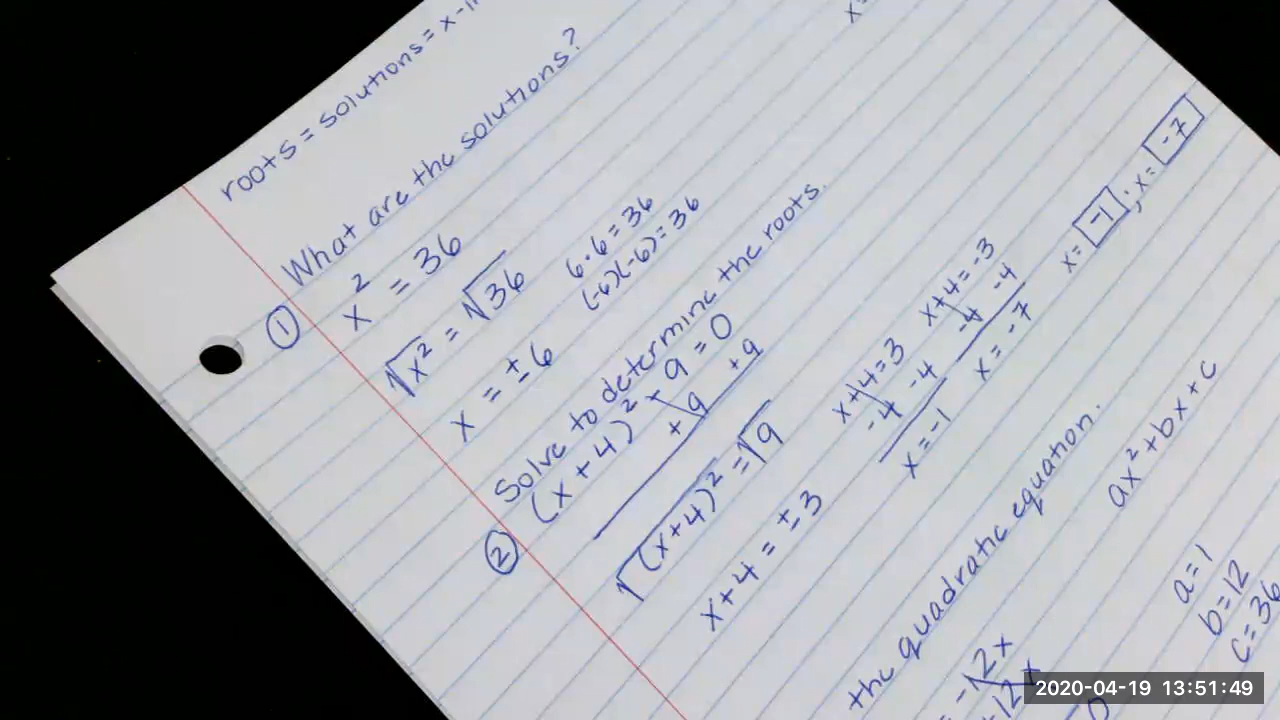 roots = solutions = x-
What are the solutions?
① x² = 36
√x² = √36
6·6 = 36
(-6)(-6) = 36
x = ±6
Solve to determine the roots.
② (x+4)² - 9 = 0
+9 +9
√(x+4)² = √9
x+4 = ±3
x+4 = 3
-4 -4
x = -1
x+4 = -3
-4 -4
x = -7
x = -1 ; x = -7
the quadratic equation.
ax² + bx + c
= -12x
+12x
a = 1
b = 12
c = 36
x=
2020-04-19 13:51:49